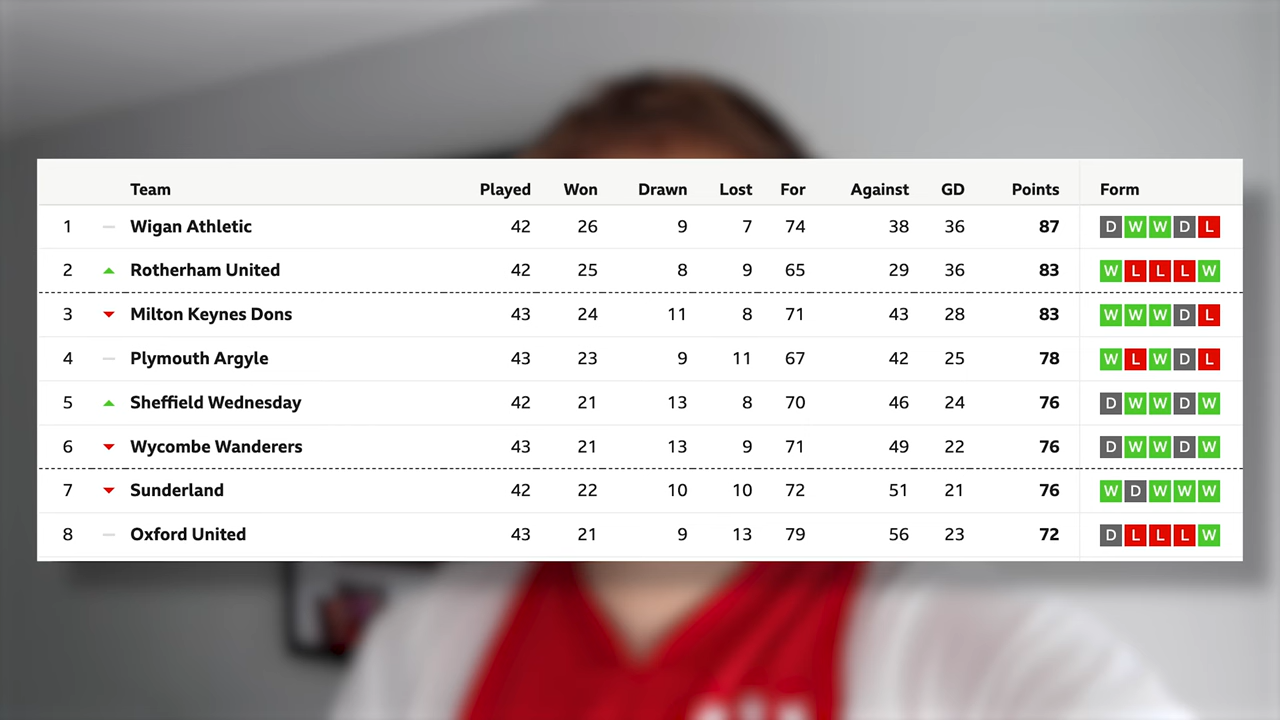 Team Played Won Drawn Lost For Against GD Points Form
1 Wigan Athletic 42 26 9 7 74 38 36 87 D W W D L
2 Rotherham United 42 25 8 9 65 29 36 83 W L L L W
3 Milton Keynes Dons 43 24 11 8 71 43 28 83 W W W D L
4 Plymouth Argyle 43 23 9 11 67 42 25 78 W L W D L
5 Sheffield Wednesday 42 21 13 8 70 46 24 76 D W W D W
6 Wycombe Wanderers 43 21 13 9 71 49 22 76 D W W D W
7 Sunderland 42 22 10 10 72 51 21 76 W D W W W
8 Oxford United 43 21 9 13 79 56 23 72 D L L L W